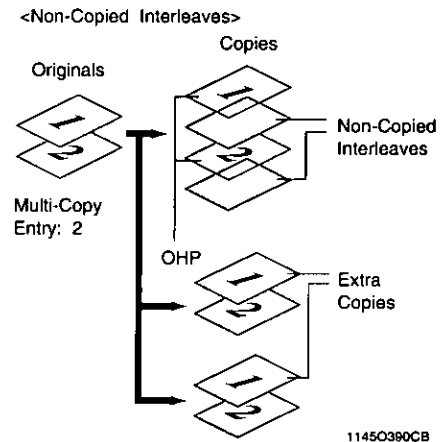 <Non-Copied Interleaves>
Copies
Originals
1
2
1
2
Non-Copied
Interleaves
Multi-Copy
Entry: 2
OHP
1
2
Extra
Copies
1
2
1145O390CB